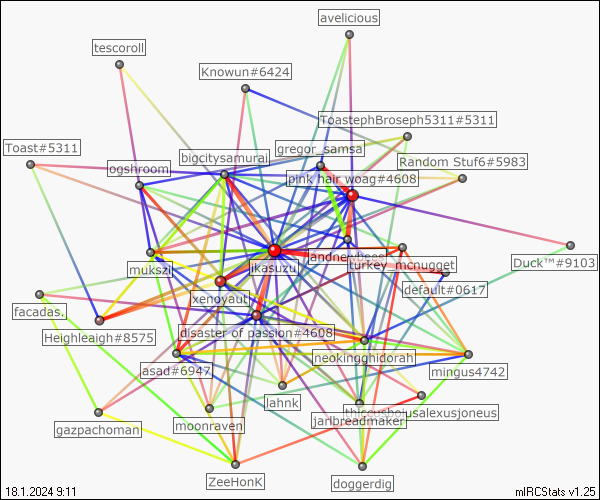 avelicious
tescoroll
Knowun#6424
ToastephBroseph5311#5311
Toast#5311
gregor_samsa
bigcitysamurai
Random Stuf6#5983
ogshroom
pink hair woag#4608
andnewhees
Duck™#9103
ikasuzu
turkey_mcnugget
mukszi
default#0617
xenoyaut
facadas.
disaster of passion#4608
Heighleaigh#8575
neokingghidorah
asad#6947
mingus4742
lahnk
thiccushojusalexusjoneus
moonraven
jarlbreadmaker
gazpachoman
ZeeHonK
doggerdig
18.1.2024 9:11
mIRCStats v1.25